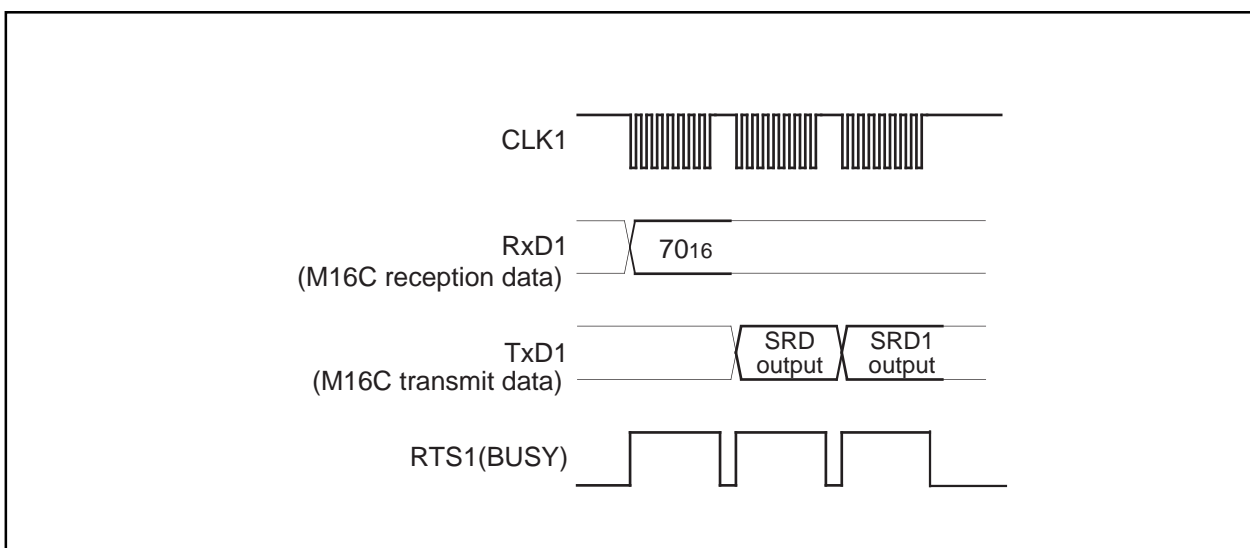 CLK1
RxD1
(M16C reception data)
7016
TxD1
(M16C transmit data)
SRD
output
SRD1
output
RTS1(BUSY)